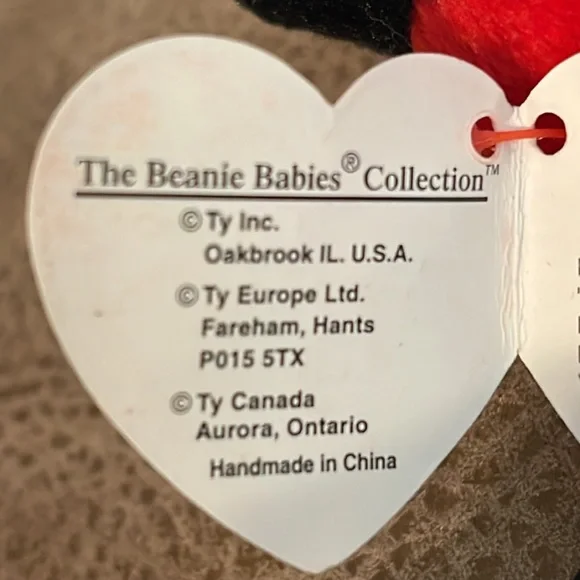 The Beanie Babies® Collection™
©Ty Inc.
Oakbrook IL. U.S.A.
©Ty Europe Ltd.
Fareham, Hants
P015 5TX
©Ty Canada
Aurora, Ontario
Handmade in China